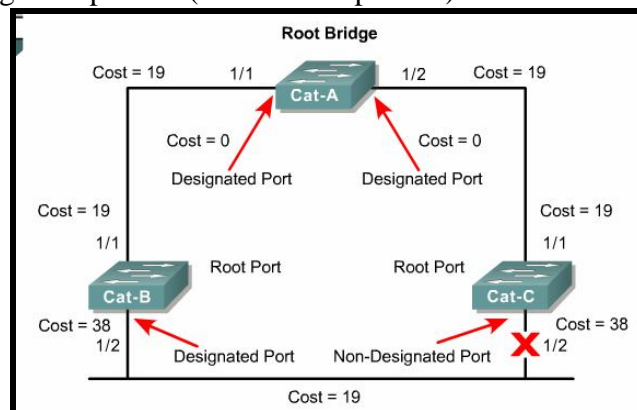 Root Bridge
Cost = 19 1/1 1/2 Cost = 19
Cat-A
Cost = 0 Cost = 0
Designated Port Designated Port
Cost = 19 Cost = 19
1/1 1/1
Root Port Root Port
Cat-B Cat-C
Cost = 38 Cost = 38
1/2 Designated Port Non-Designated Port 1/2
Cost = 19